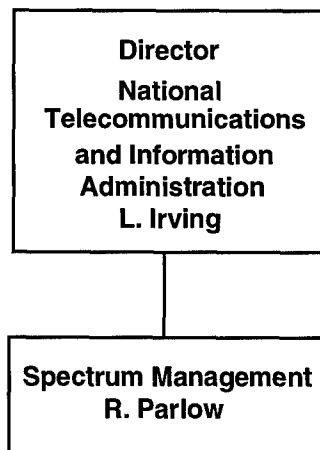 Director
National
Telecommunications
and Information
Administration
L. Irving
Spectrum Management
R. Parlow